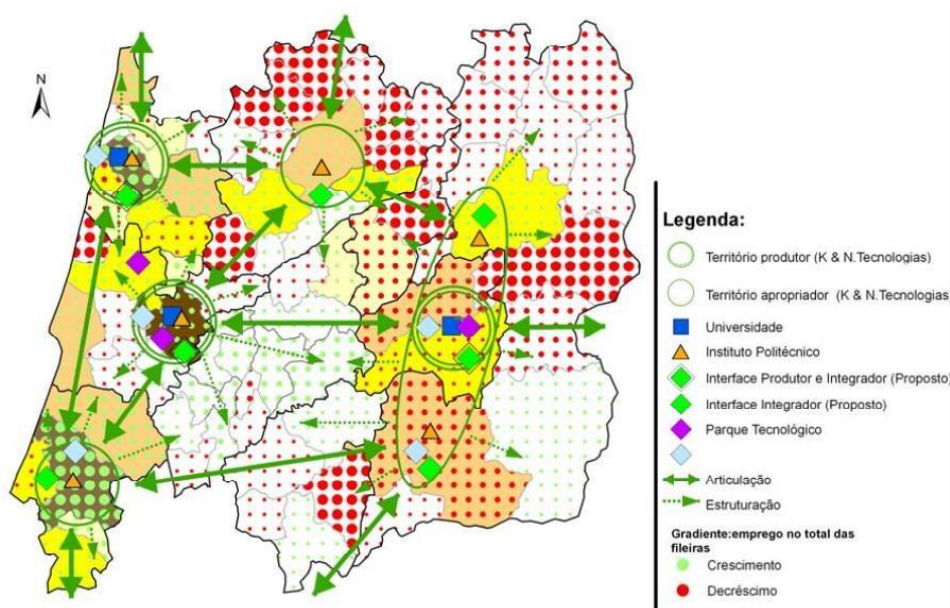 N
Legenda:
Território produtor (K & N.Tecnologias)
Território apropriador (K & N.Tecnologias)
Universidade
Instituto Politécnico
Interface Produtor e Integrador (Proposto)
Interface Integrador (Proposto)
Parque Tecnológico
Articulação
Estruturação
Gradiente:emprego no total das
fileiras
Crescimento
Decréscimo